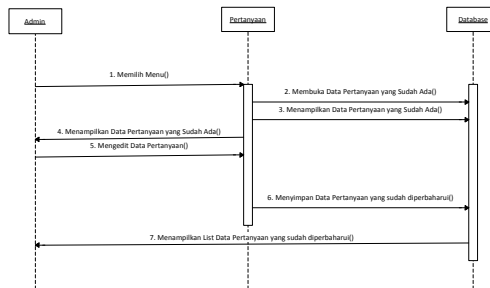 Admin
Pertanyaan
Database
1. Memilih Menu()
2. Membuka Data Pertanyaan yang Sudah Ada()
3. Menampilkan Data Pertanyaan yang Sudah Ada()
4. Menampilkan Data Pertanyaan yang Sudah Ada()
5. Mengedit Data Pertanyaan()
6. Menyimpan Data Pertanyaan yang sudah diperbaharui()
7. Menampilkan List Data Pertanyaan yang sudah diperbaharui()